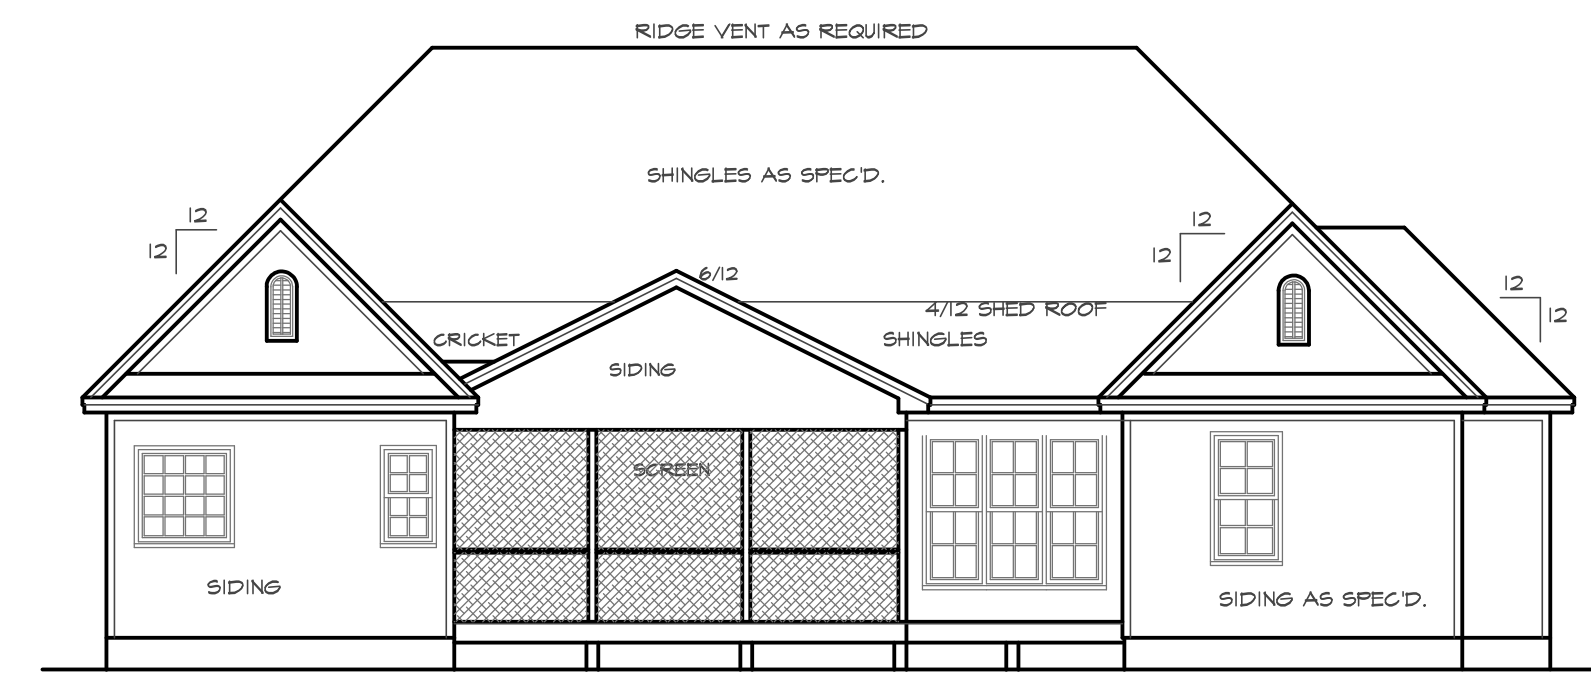 RIDGE VENT AS REQUIRED
SHINGLES AS SPEC'D.
12
12
12
12
6/12
12
12
4/12 SHED ROOF
CRICKET
SHINGLES
SIDING
SCREEN
SIDING
SIDING AS SPEC'D.